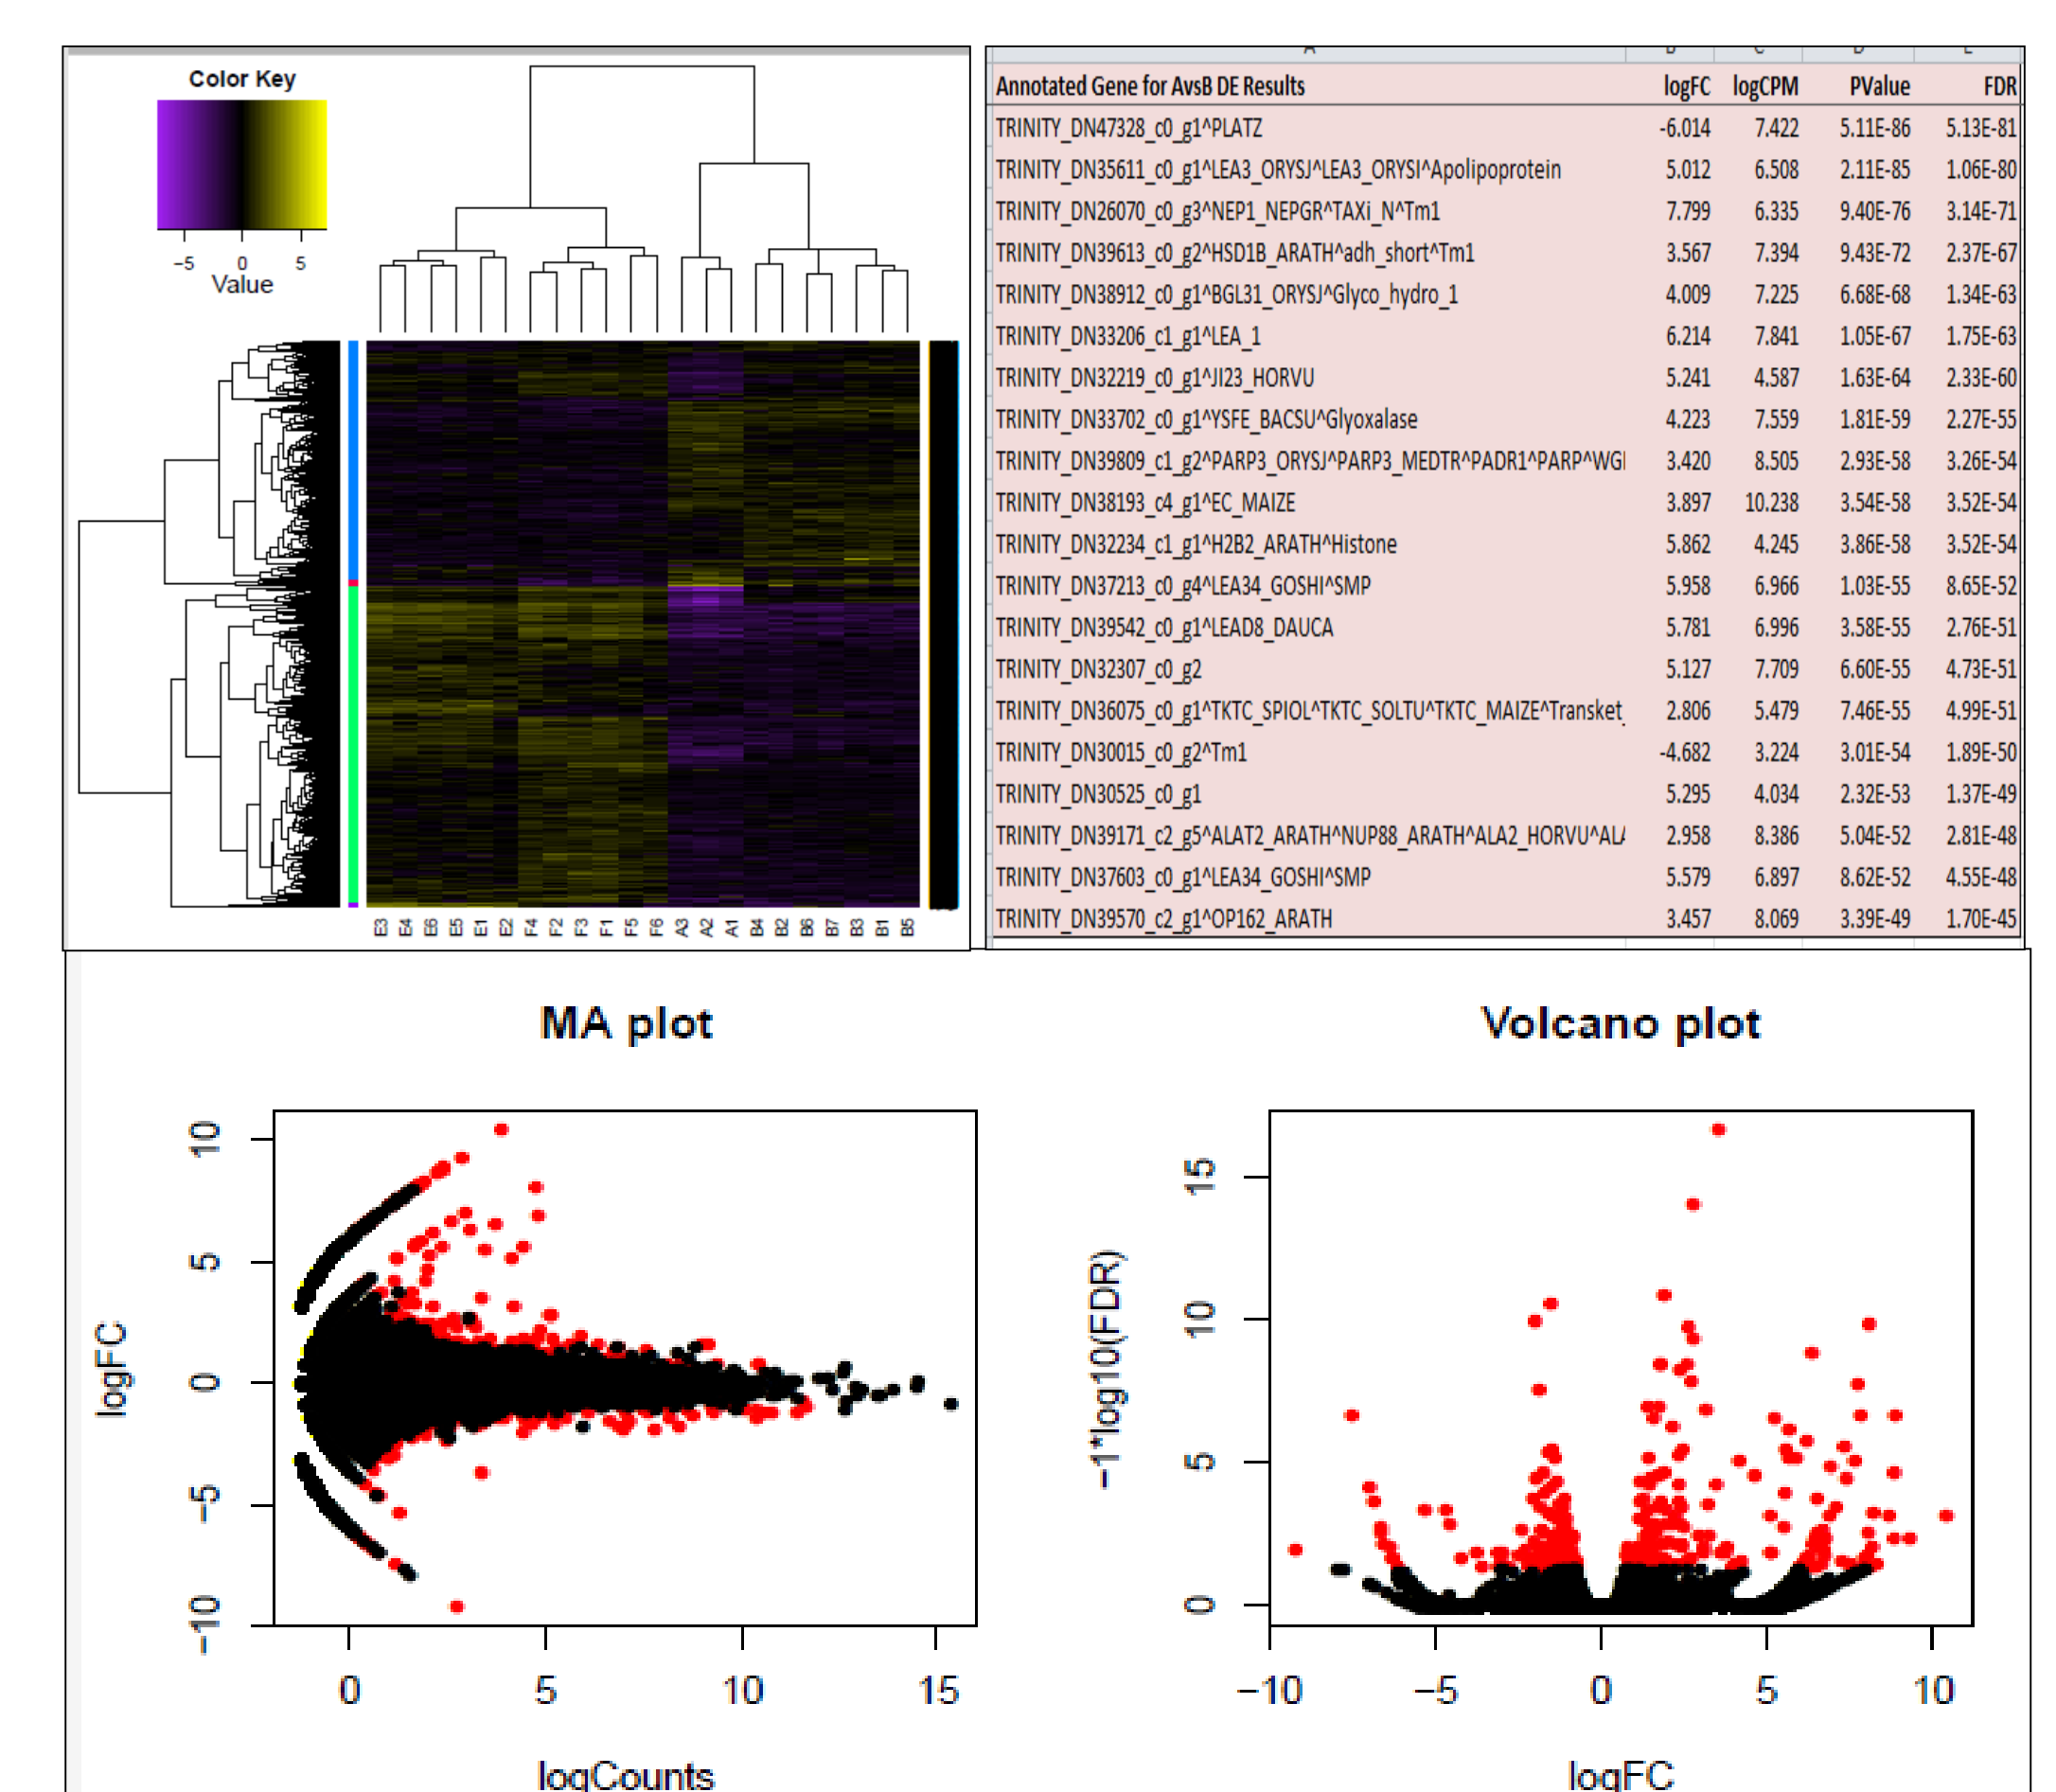 Color Key
−5 0 5
Value
E3 E4 E6 E5 E1 E2 F4 F2 F3 F1 F5 F6 A3 A2 A1 B4 B2 B6 B7 B3 B1 B5
Annotated Gene for AvsB DE Results logFC logCPM PValue FDR
TRINITY_DN47328_c0_g1^PLATZ -6.014 7.422 5.11E-86 5.13E-81
TRINITY_DN35611_c0_g1^LEA3_ORYSJ^LEA3_ORYSI^Apolipoprotein 5.012 6.508 2.11E-85 1.06E-80
TRINITY_DN26070_c0_g3^NEP1_NEPGR^TAXi_N^Tm1 7.799 6.335 9.40E-76 3.14E-71
TRINITY_DN39613_c0_g2^HSD1B_ARATH^adh_short^Tm1 3.567 7.394 9.43E-72 2.37E-67
TRINITY_DN38912_c0_g1^BGL31_ORYSJ^Glyco_hydro_1 4.009 7.225 6.68E-68 1.34E-63
TRINITY_DN33206_c1_g1^LEA_1 6.214 7.841 1.05E-67 1.75E-63
TRINITY_DN32219_c0_g1^JI23_HORVU 5.241 4.587 1.63E-64 2.33E-60
TRINITY_DN33702_c0_g1^YSFE_BACSU^Glyoxalase 4.223 7.559 1.81E-59 2.27E-55
TRINITY_DN39809_c1_g2^PARP3_ORYSJ^PARP3_MEDTR^PADR1^PARP^WG 3.420 8.505 2.93E-58 3.26E-54
TRINITY_DN38193_c4_g1^EC_MAIZE 3.897 10.238 3.54E-58 3.52E-54
TRINITY_DN32234_c1_g1^H2B2_ARATH^Histone 5.862 4.245 3.86E-58 3.52E-54
TRINITY_DN37213_c0_g4^LEA34_GOSHI^SMP 5.958 6.966 1.03E-55 8.65E-52
TRINITY_DN39542_c0_g1^LEAD8_DAUCA 5.781 6.996 3.58E-55 2.76E-51
TRINITY_DN32307_c0_g2 5.127 7.709 6.60E-55 4.73E-51
TRINITY_DN36075_c0_g1^TKTC_SPIOL^TKTC_SOLTU^TKTC_MAIZE^Transket_ 2.806 5.479 7.46E-55 4.99E-51
TRINITY_DN30015_c0_g2^Tm1 -4.682 3.224 3.01E-54 1.89E-50
TRINITY_DN30525_c0_g1 5.295 4.034 2.32E-53 1.37E-49
TRINITY_DN39171_c2_g5^ALAT2_ARATH^NUP88_ARATH^ALA2_HORVU^AL 2.958 8.386 5.04E-52 2.81E-48
TRINITY_DN37603_c0_g1^LEA34_GOSHI^SMP 5.579 6.897 8.62E-52 4.55E-48
TRINITY_DN39570_c2_g1^OP162_ARATH 3.457 8.069 3.39E-49 1.70E-45
MA plot
10
5
0
−5
−10
logFC
0 5 10 15
logCounts
Volcano plot
15
10
5
0
−1*log10(FDR)
−10 −5 0 5 10
logFC